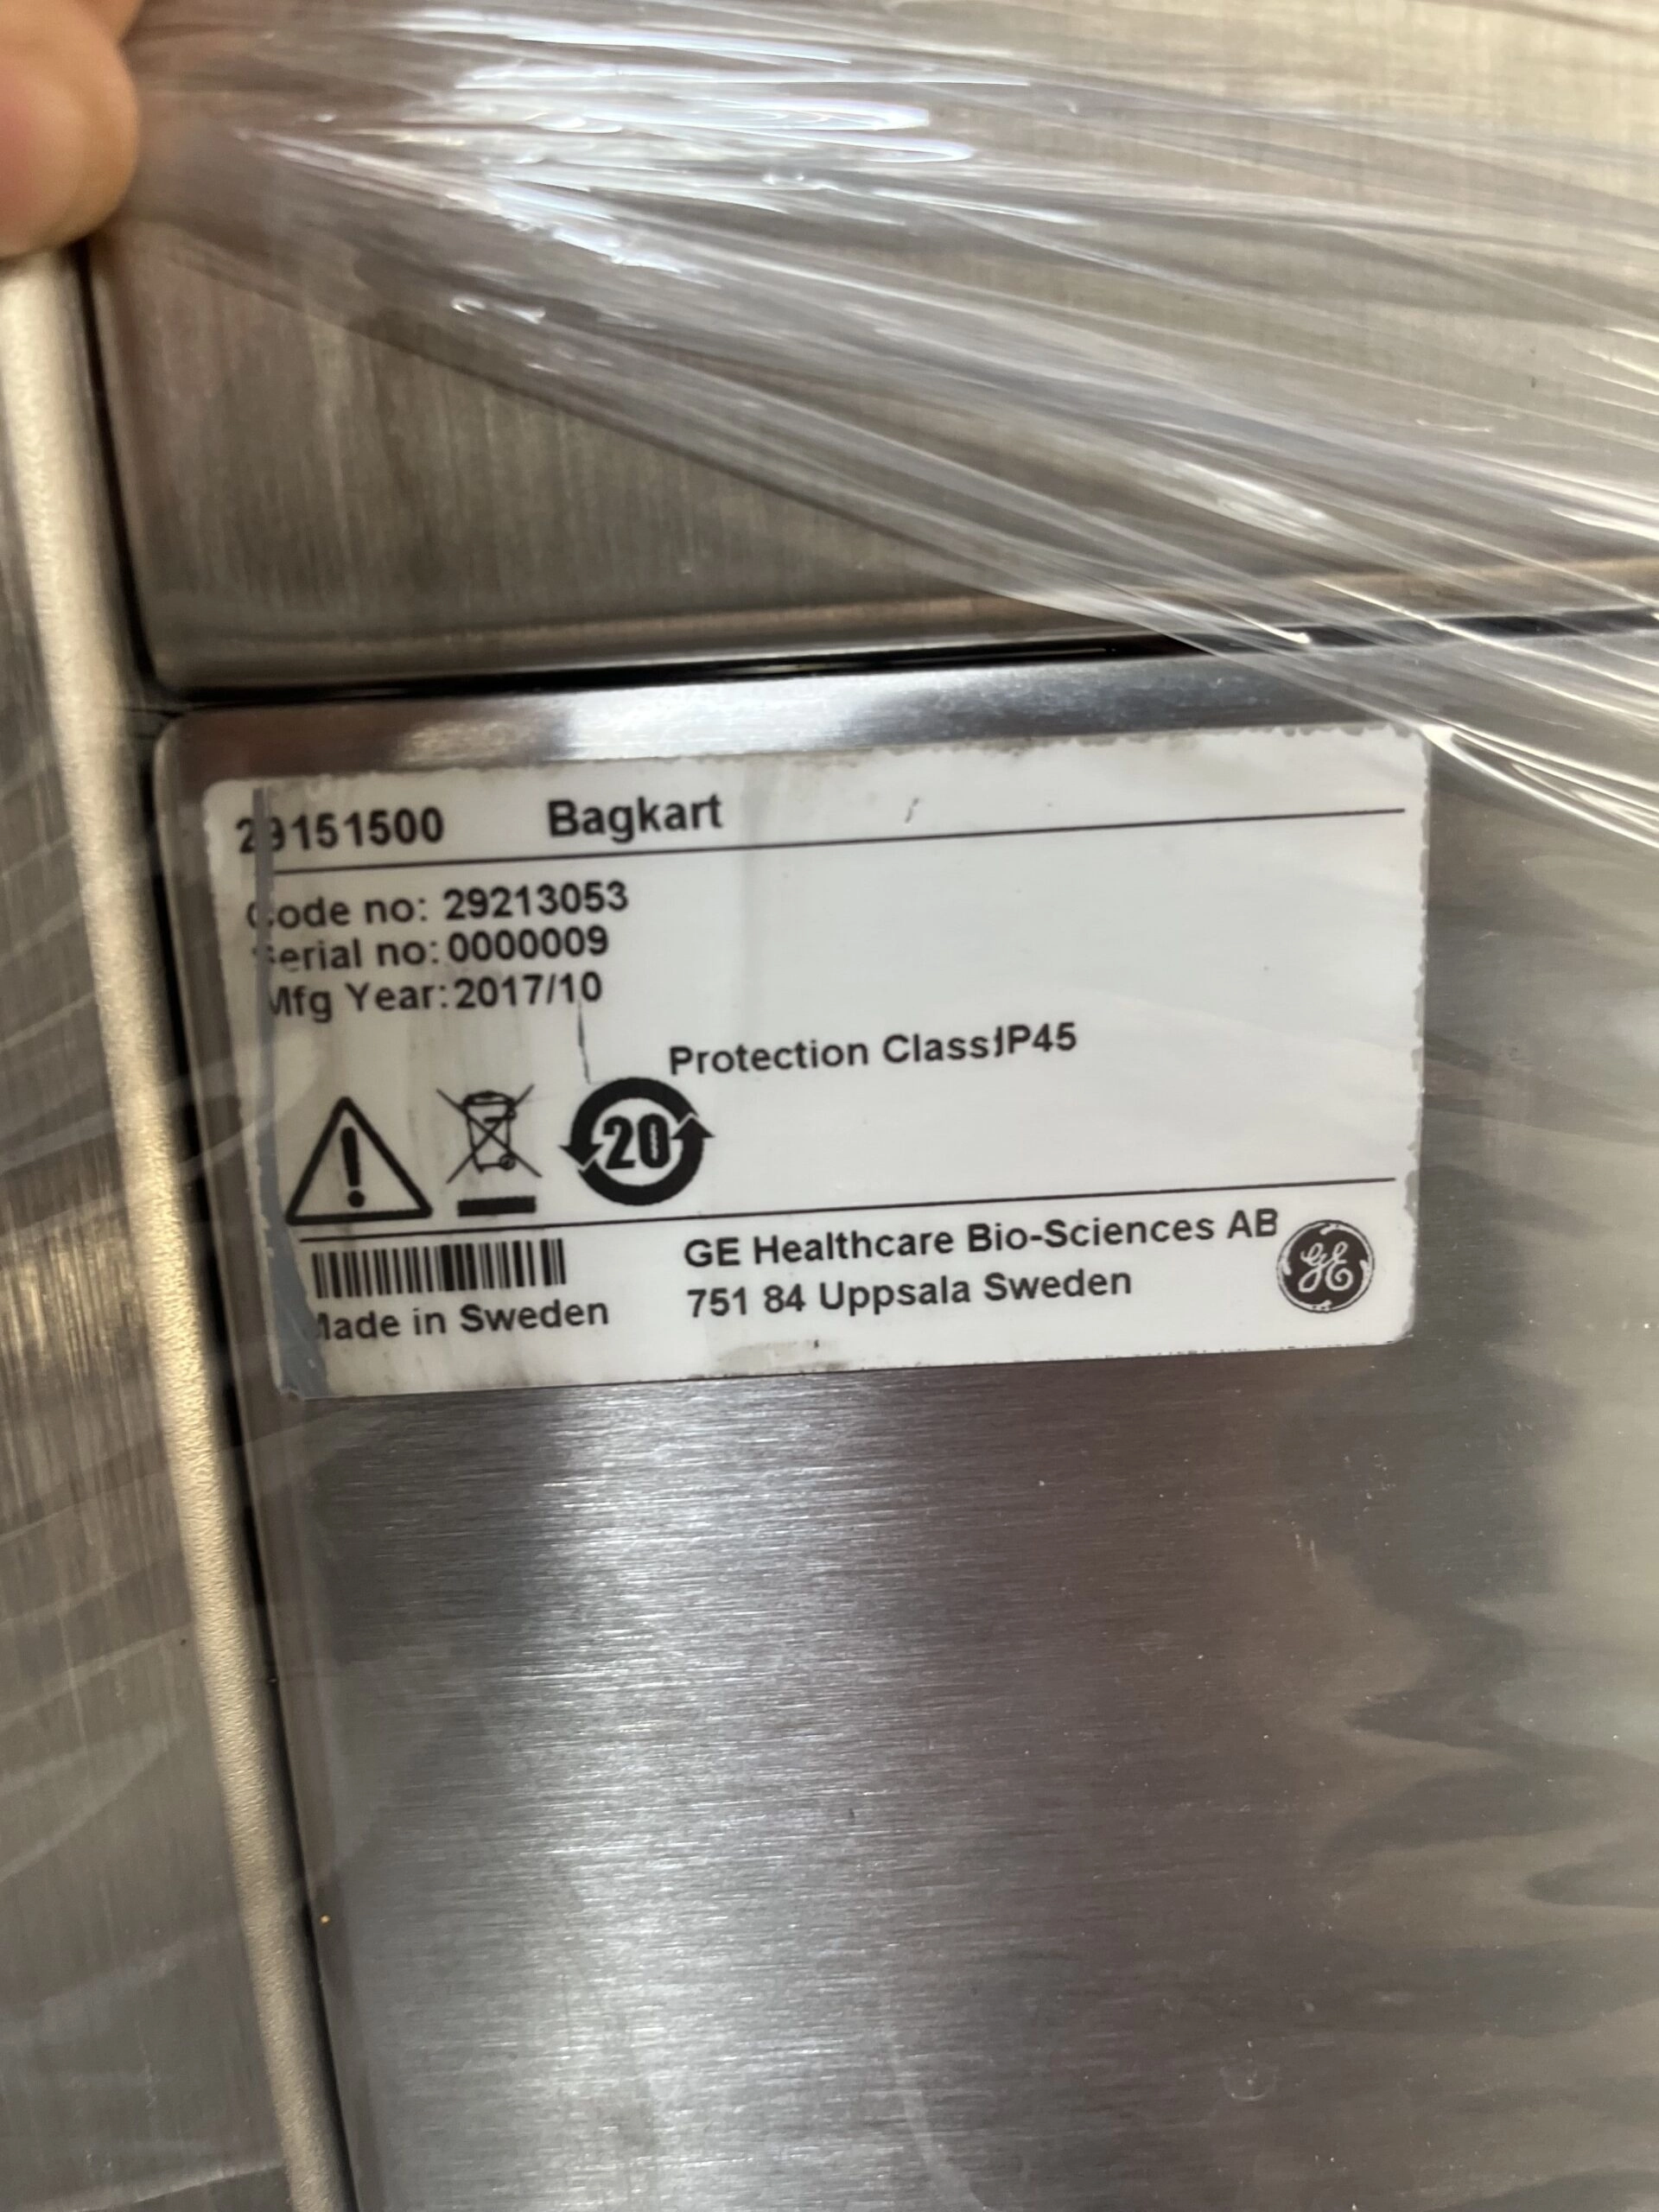 29151500 Bagkart
Code no: 29213053
Serial no: 0000009
Mfg Year: 2017/10
Protection Class:IP45
20
GE Healthcare Bio-Sciences AB
751 84 Uppsala Sweden
Made in Sweden
GE